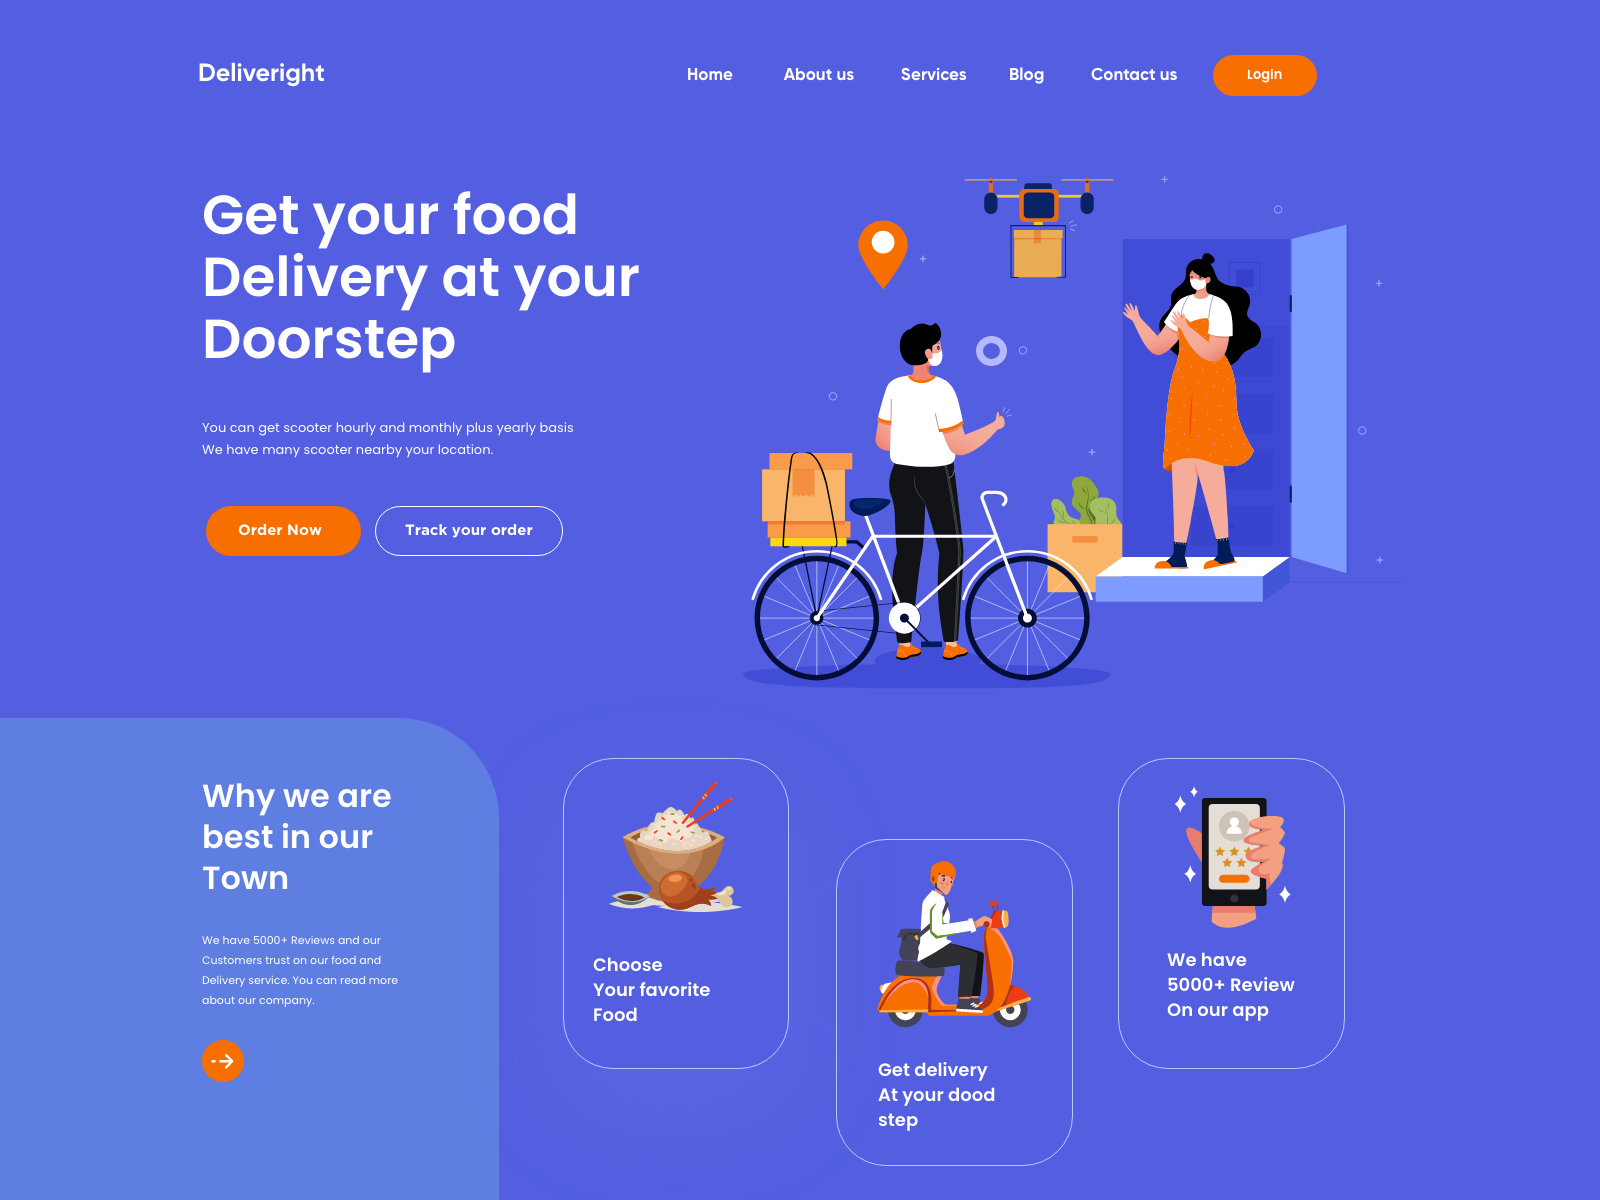 Deliveright
Home
About us
Services
Blog
Contact us
Login
Get your food
Delivery at your
Doorstep
You can get scooter hourly and monthly plus yearly basis
We have many scooter nearby your location.
Order Now
Track your order
Why we are
best in our
Town
We have 5000+ Reviews and our
Customers trust on our food and
Delivery service. You can read more
about our company.
Choose
Your favorite
Food
Get delivery
At your dood
step
We have
5000+ Review
On our app